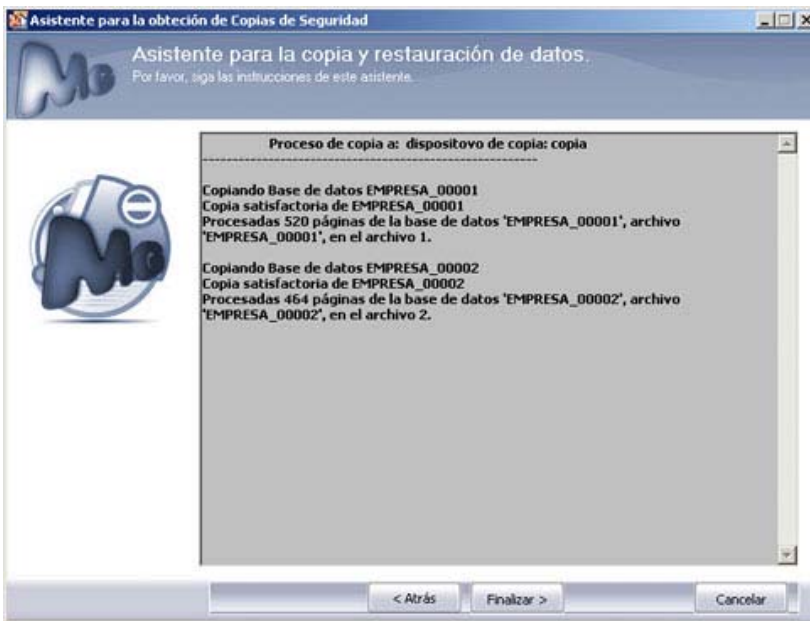 Asistente para la obteción de Copias de Seguridad
Mo
Asistente para la copia y restauración de datos.
Por favor, siga las instrucciones de este asistente.
Mo
Proceso de copia a: dispositovo de copia: copia
--------------------------------------------------------
Copiando Base de datos EMPRESA_00001
Copia satisfactoria de EMPRESA_00001
Procesadas 520 páginas de la base de datos 'EMPRESA_00001', archivo
'EMPRESA_00001', en el archivo 1.
Copiando Base de datos EMPRESA_00002
Copia satisfactoria de EMPRESA_00002
Procesadas 464 páginas de la base de datos 'EMPRESA_00002', archivo
'EMPRESA_00002', en el archivo 2.
< Atrás Finalizar > Cancelar